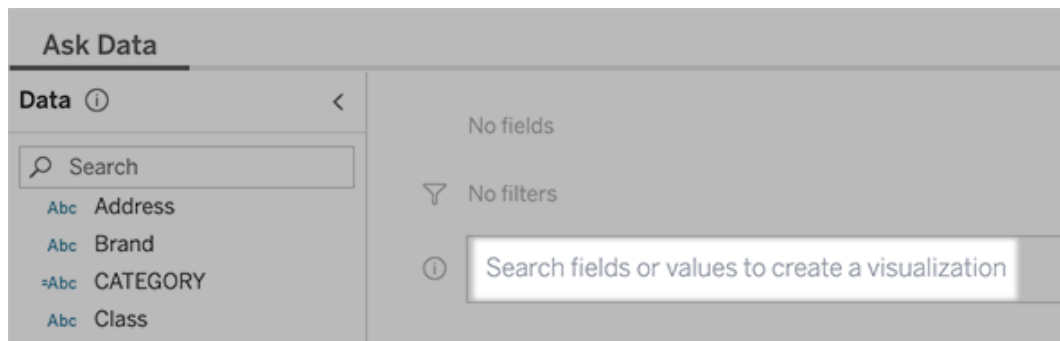 Ask Data
Data
Search
Abc Address
Abc Brand
=Abc CATEGORY
Abc Class
No fields
No filters
Search fields or values to create a visualization